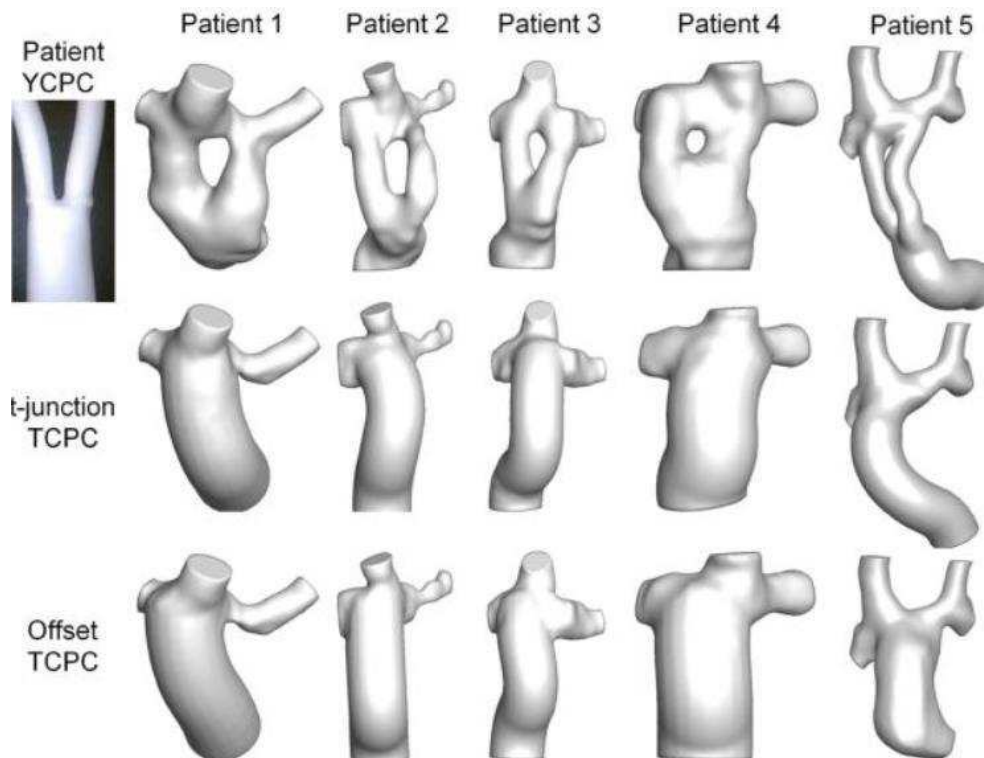 Patient 1 Patient 2 Patient 3 Patient 4 Patient 5
Patient
YCPC
t-junction
TCPC
Offset
TCPC